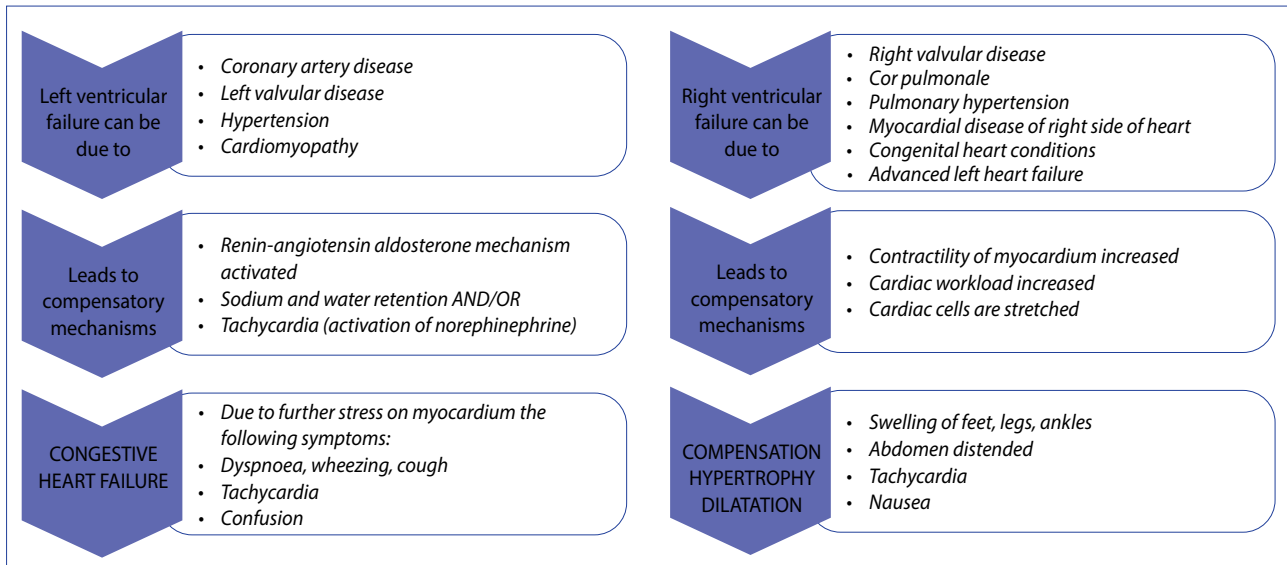 Left ventricular
failure can be
due to
• Coronary artery disease
• Left valvular disease
• Hypertension
• Cardiomyopathy
Leads to
compensatory
mechanisms
• Renin-angiotensin aldosterone mechanism
activated
• Sodium and water retention AND/OR
• Tachycardia (activation of norephinephrine)
CONGESTIVE
HEART FAILURE
• Due to further stress on myocardium the
following symptoms:
• Dyspnoea, wheezing, cough
• Tachycardia
• Confusion
Right ventricular
failure can be
due to
• Right valvular disease
• Cor pulmonale
• Pulmonary hypertension
• Myocardial disease of right side of heart
• Congenital heart conditions
• Advanced left heart failure
Leads to
compensatory
mechanisms
• Contractility of myocardium increased
• Cardiac workload increased
• Cardiac cells are stretched
COMPENSATION
HYPERTROPHY
DILATATION
• Swelling of feet, legs, ankles
• Abdomen distended
• Tachycardia
• Nausea